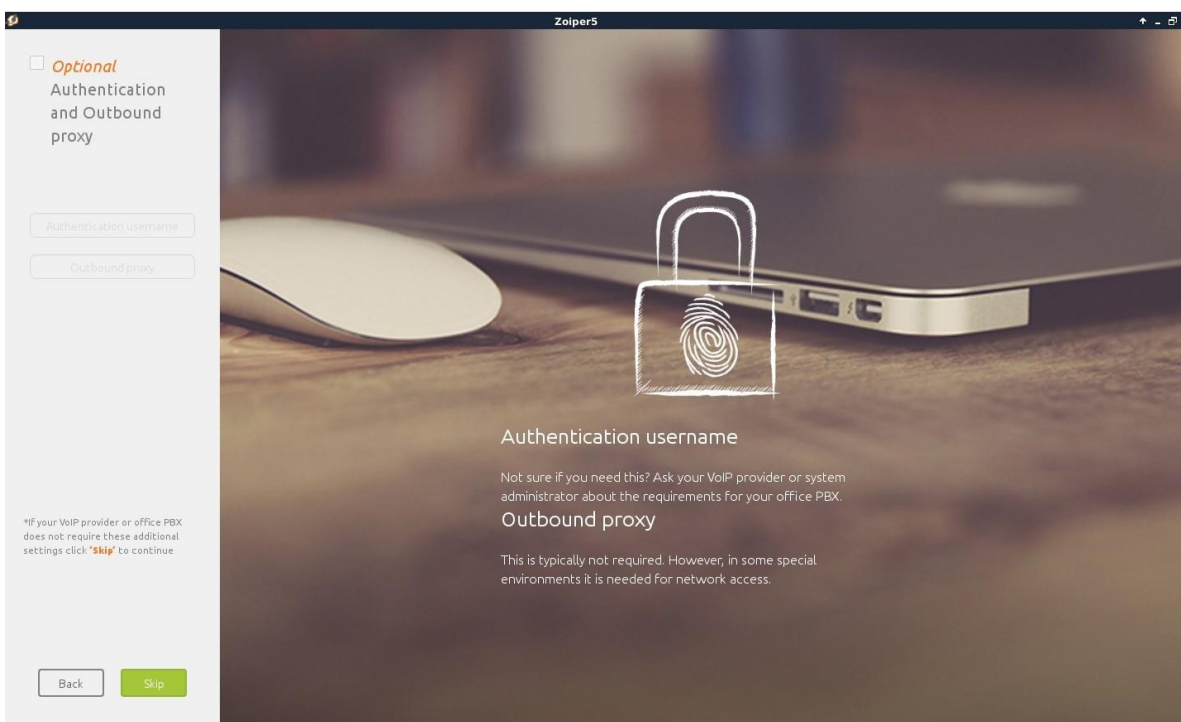 Zoiper5
Optional
Authentication
and Outbound
proxy
Authentication username
Outbound proxy
*If your VoIP provider or office PBX
does not require these additional
settings click 'Skip' to continue
Back
Skip
Authentication username
Not sure if you need this? Ask your VoIP provider or system
administrator about the requirements for your office PBX.
Outbound proxy
This is typically not required. However, in some special
environments it is needed for network access.